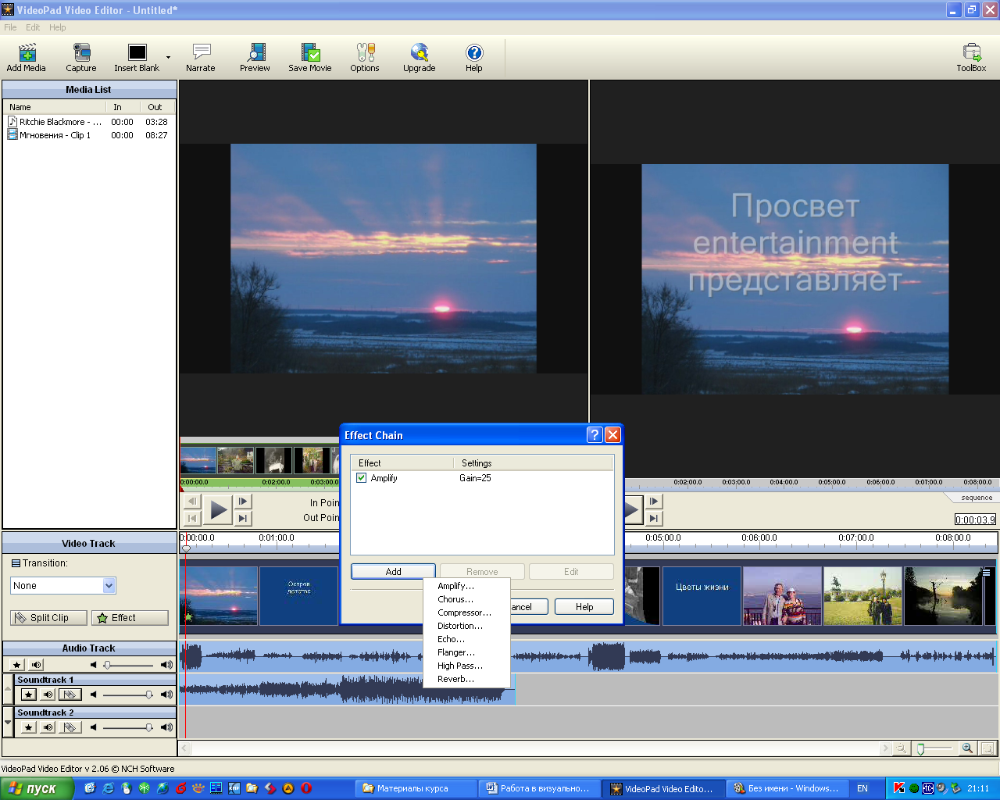 VideoPad Video Editor - Untitled*
File Edit Help
Add Media Capture Insert Blank Narrate Preview Save Movie Options Upgrade Help ToolBox
Media List
Name In Out
Ritchie Blackmore - ... 00:00 03:28
Мгновения - Clip 1 00:00 08:27
Просвет
entertainment
представляет
Effect Chain
Effect Settings
Amplify Gain=25
Add Remove Edit
ancel Help
Amplify...
Chorus...
Compressor...
Distortion...
Echo...
Flanger...
High Pass...
Reverb...
0:00:00.0 0:02:00.0 0:03:00.0
0:02:00.0 0:03:00.0 0:04:00.0 0:05:00.0 0:06:00.0 0:07:00.0 0:08:00.0
In Poin
Out Poin
sequence
0:00:03.9
Video Track
0:00:00.0 0:01:00.0 0:05:00.0 0:06:00.0 0:07:00.0 0:08:00.0
Transition:
None
Split Clip Effect
Остров
детства
Цветы жизни
Audio Track
Soundtrack 1
Soundtrack 2
VideoPad Video Editor v 2.06 © NCH Software
пуск Материалы курса Работа в визуально... VideoPad Video Edito... Без имени - Windows... EN 21:11